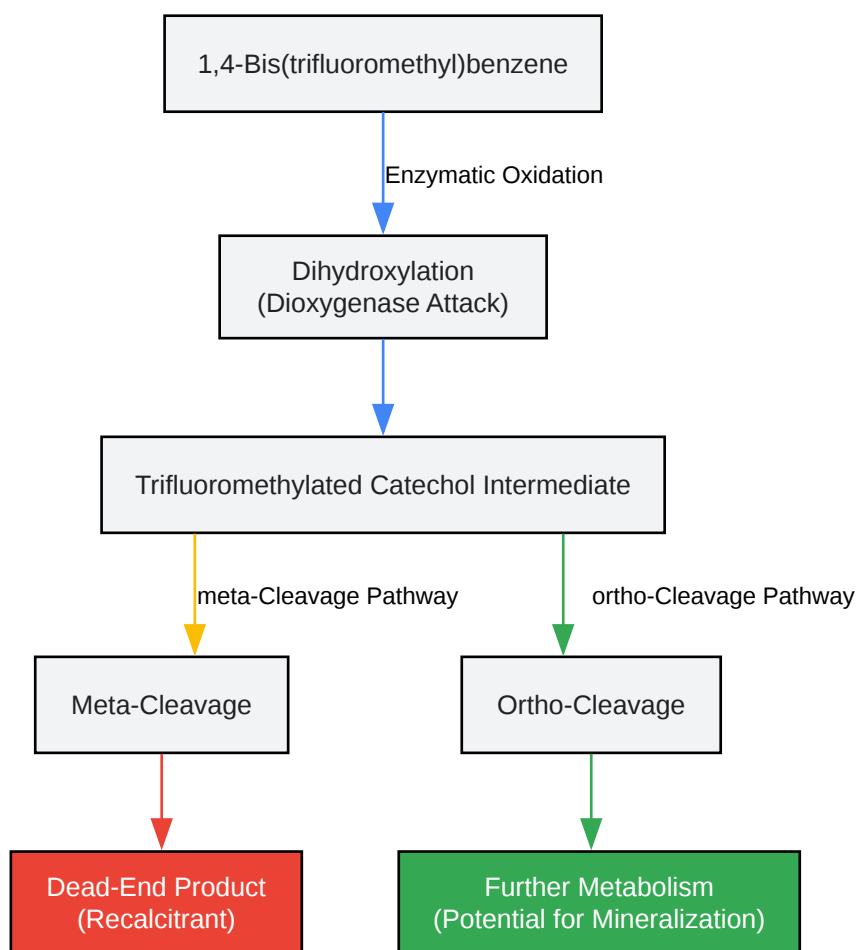 1,4-Bis(trifluoromethyl)benzene
Enzymatic Oxidation
Dihydroxylation
(Dioxygenase Attack)
Trifluoromethylated Catechol Intermediate
meta-Cleavage Pathway
ortho-Cleavage Pathway
Meta-Cleavage
Ortho-Cleavage
Dead-End Product
(Recalcitrant)
Further Metabolism
(Potential for Mineralization)